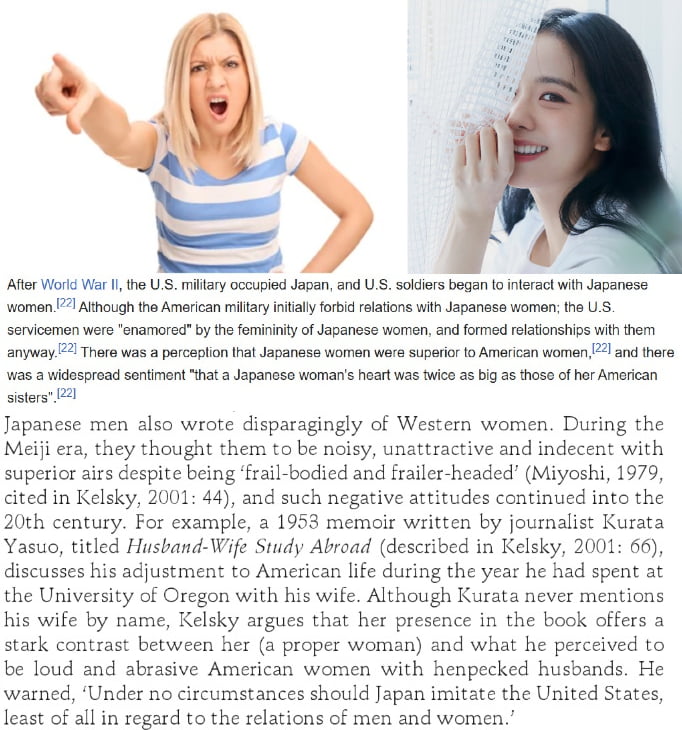 After World War II, the U.S. military occupied Japan, and U.S. soldiers began to interact with Japanese
women.[22] Although the American military initially forbid relations with Japanese women; the U.S.
servicemen were "enamored" by the femininity of Japanese women, and formed relationships with them
anyway.[22] There was a perception that Japanese women were superior to American women,[22] and there
was a widespread sentiment "that a Japanese woman's heart was twice as big as those of her American
sisters".[22]
Japanese men also wrote disparagingly of Western women. During the
Meiji era, they thought them to be noisy, unattractive and indecent with
superior airs despite being ‘frail-bodied and frailer-headed’ (Miyoshi, 1979,
cited in Kelsky, 2001: 44), and such negative attitudes continued into the
20th century. For example, a 1953 memoir written by journalist Kurata
Yasuo, titled Husband-Wife Study Abroad (described in Kelsky, 2001: 66),
discusses his adjustment to American life during the year he had spent at
the University of Oregon with his wife. Although Kurata never mentions
his wife by name, Kelsky argues that her presence in the book offers a
stark contrast between her (a proper woman) and what he perceived to
be loud and abrasive American women with henpecked husbands. He
warned, ‘Under no circumstances should Japan imitate the United States,
least of all in regard to the relations of men and women.’